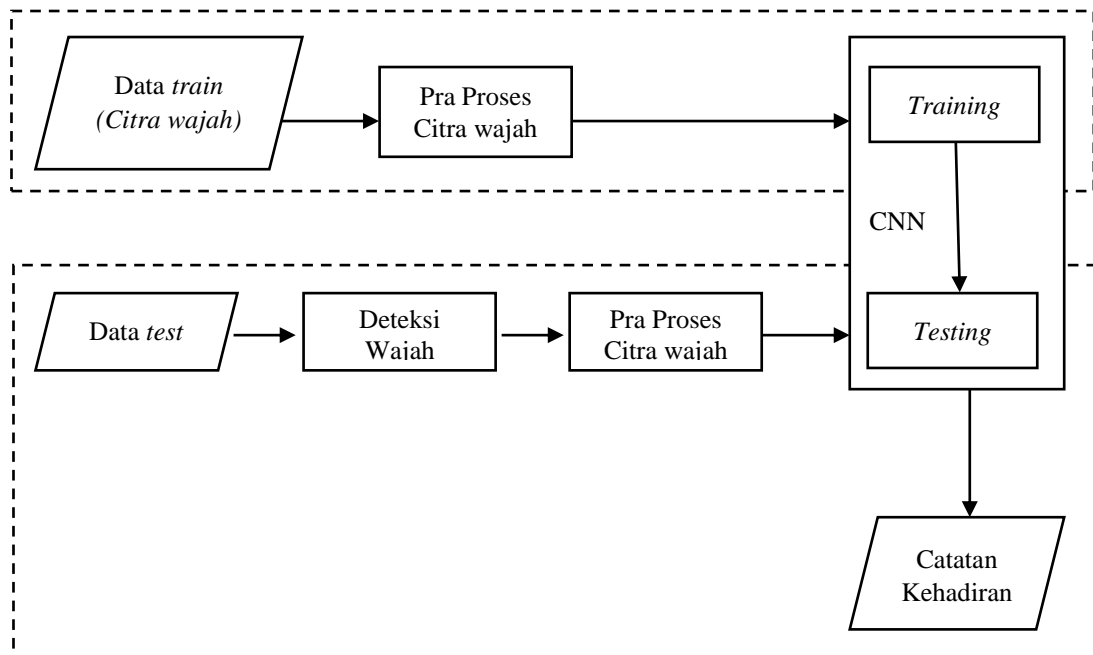 Data train
(Citra wajah)
Pra Proses
Citra wajah
Training
CNN
Data test
Deteksi
Wajah
Pra Proses
Citra wajah
Testing
Catatan
Kehadiran